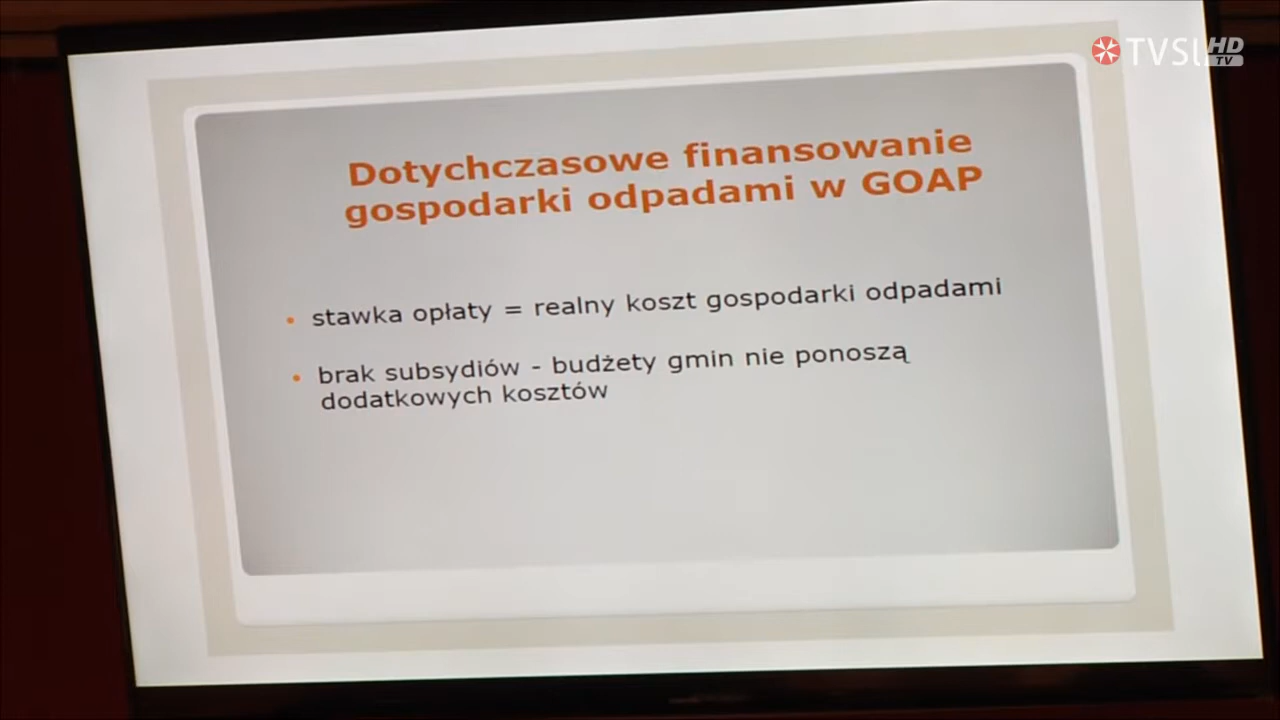 TVSL HD
TV
Dotychczasowe finansowanie
gospodarki odpadami w GOAP
• stawka opłaty = realny koszt gospodarki odpadami
• brak subsydiów - budżety gmin nie ponoszą
dodatkowych kosztów